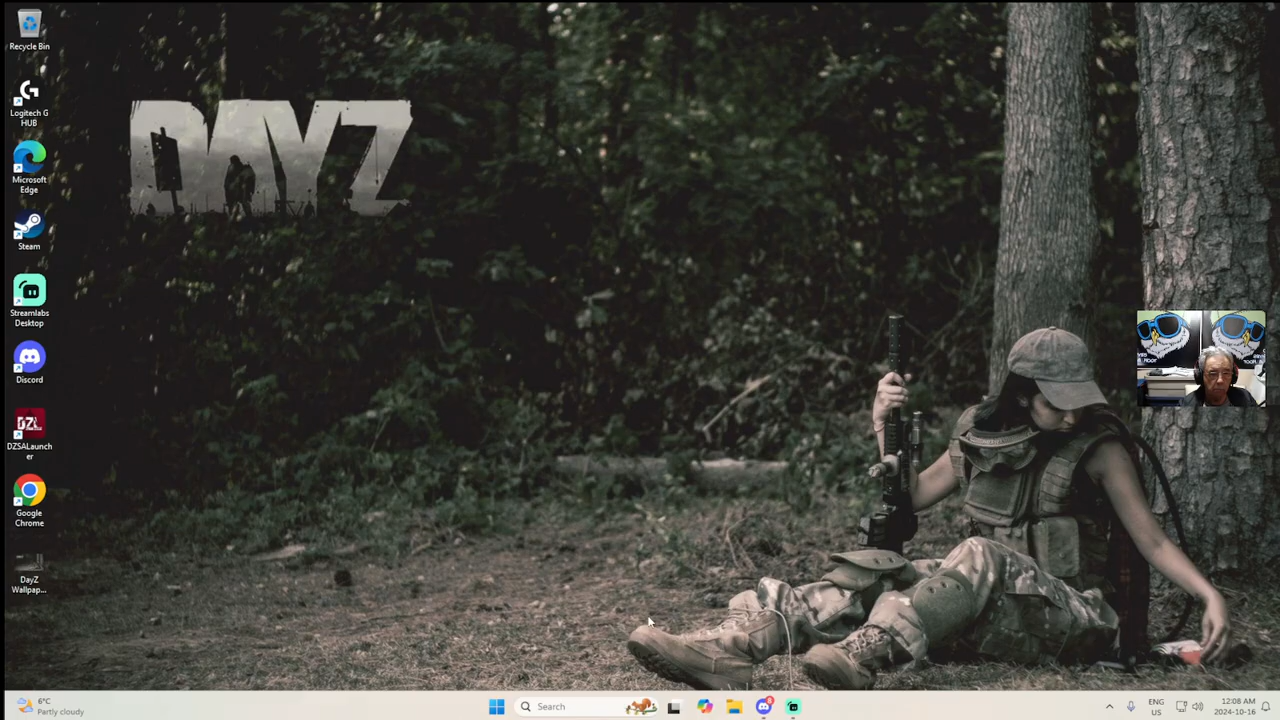 Recycle Bin
Logitech G
HUB
Microsoft
Edge
Steam
Streamlabs
Desktop
Discord
DZL
DZSALaunch
er
Google
Chrome
DayZ
Wallpap...
DAYZ
6°C
Partly cloudy
Search
ENG
US
12:08 AM
2024-10-16